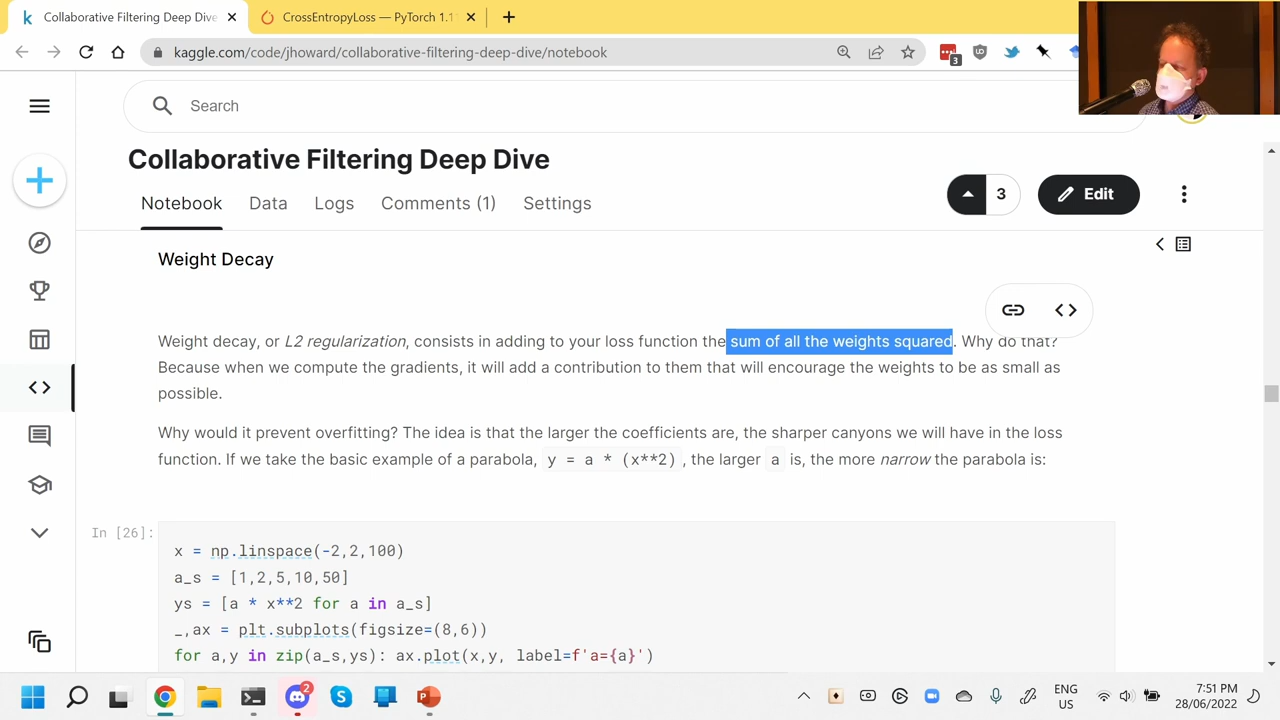 Collaborative Filtering Deep Dive
CrossEntropyLoss — PyTorch 1.1
kaggle.com/code/jhoward/collaborative-filtering-deep-dive/notebook
3
Search
Collaborative Filtering Deep Dive
Notebook
Data
Logs
Comments (1)
Settings
3
Edit
Weight Decay
Weight decay, or L2 regularization, consists in adding to your loss function the sum of all the weights squared. Why do that?
Because when we compute the gradients, it will add a contribution to them that will encourage the weights to be as small as
possible.
Why would it prevent overfitting? The idea is that the larger the coefficients are, the sharper canyons we will have in the loss
function. If we take the basic example of a parabola, y = a * (x**2) , the larger a is, the more narrow the parabola is:
In [26]:
x = np.linspace(-2,2,100)
a_s = [1,2,5,10,50]
ys = [a * x**2 for a in a_s]
_,ax = plt.subplots(figsize=(8,6))
for a,y in zip(a_s,ys): ax.plot(x,y, label=f'a={a}')
2
ENG
US
7:51 PM
28/06/2022